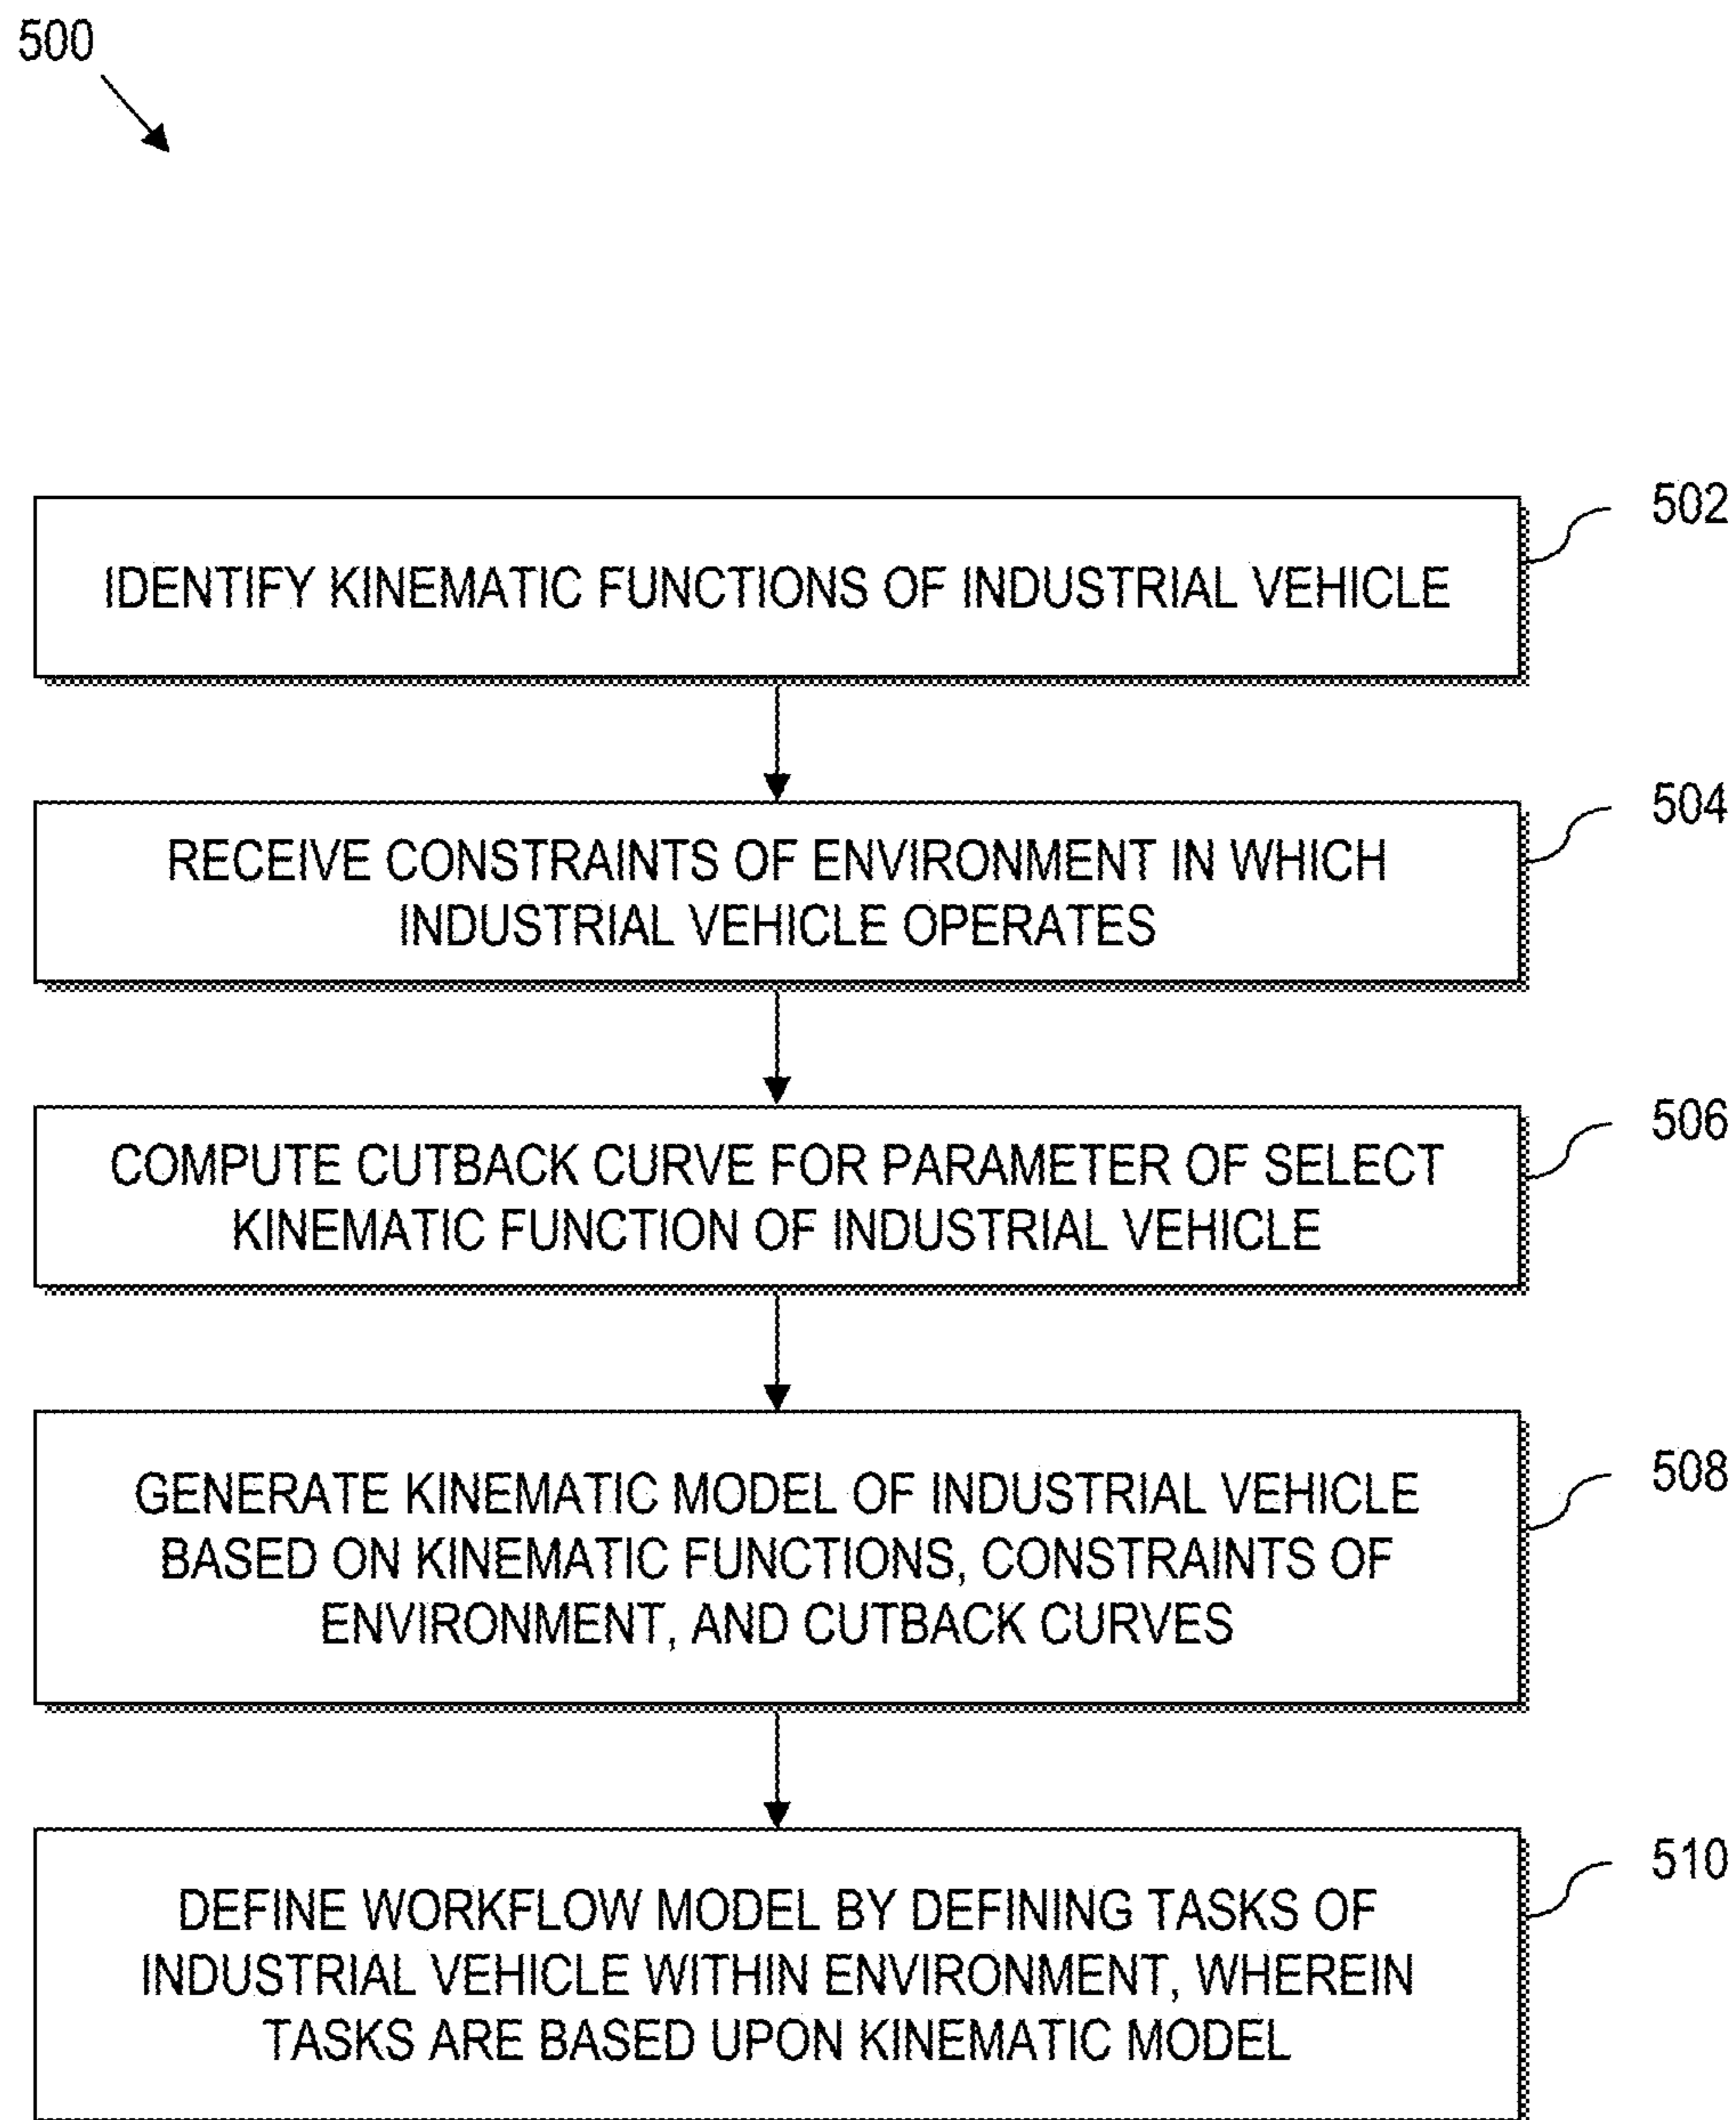 500
502
IDENTIFY KINEMATIC FUNCTIONS OF INDUSTRIAL VEHICLE
504
RECEIVE CONSTRAINTS OF ENVIRONMENT IN WHICH
INDUSTRIAL VEHICLE OPERATES
506
COMPUTE CUTBACK CURVE FOR PARAMETER OF SELECT
KINEMATIC FUNCTION OF INDUSTRIAL VEHICLE
508
GENERATE KINEMATIC MODEL OF INDUSTRIAL VEHICLE
BASED ON KINEMATIC FUNCTIONS, CONSTRAINTS OF
ENVIRONMENT, AND CUTBACK CURVES
510
DEFINE WORKFLOW MODEL BY DEFINING TASKS OF
INDUSTRIAL VEHICLE WITHIN ENVIRONMENT, WHEREIN
TASKS ARE BASED UPON KINEMATIC MODEL